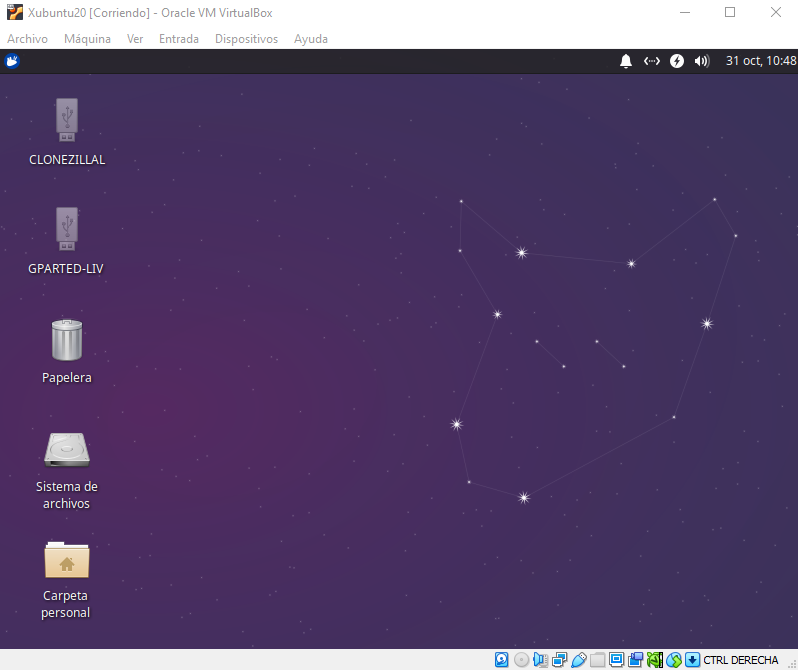 Xubuntu20 [Corriendo] - Oracle VM VirtualBox
Archivo Máquina Ver Entrada Dispositivos Ayuda
31 oct, 10:48
CLONEZILLAL
GPARTED-LIV
Papelera
Sistema de
archivos
Carpeta
personal
CTRL DERECHA